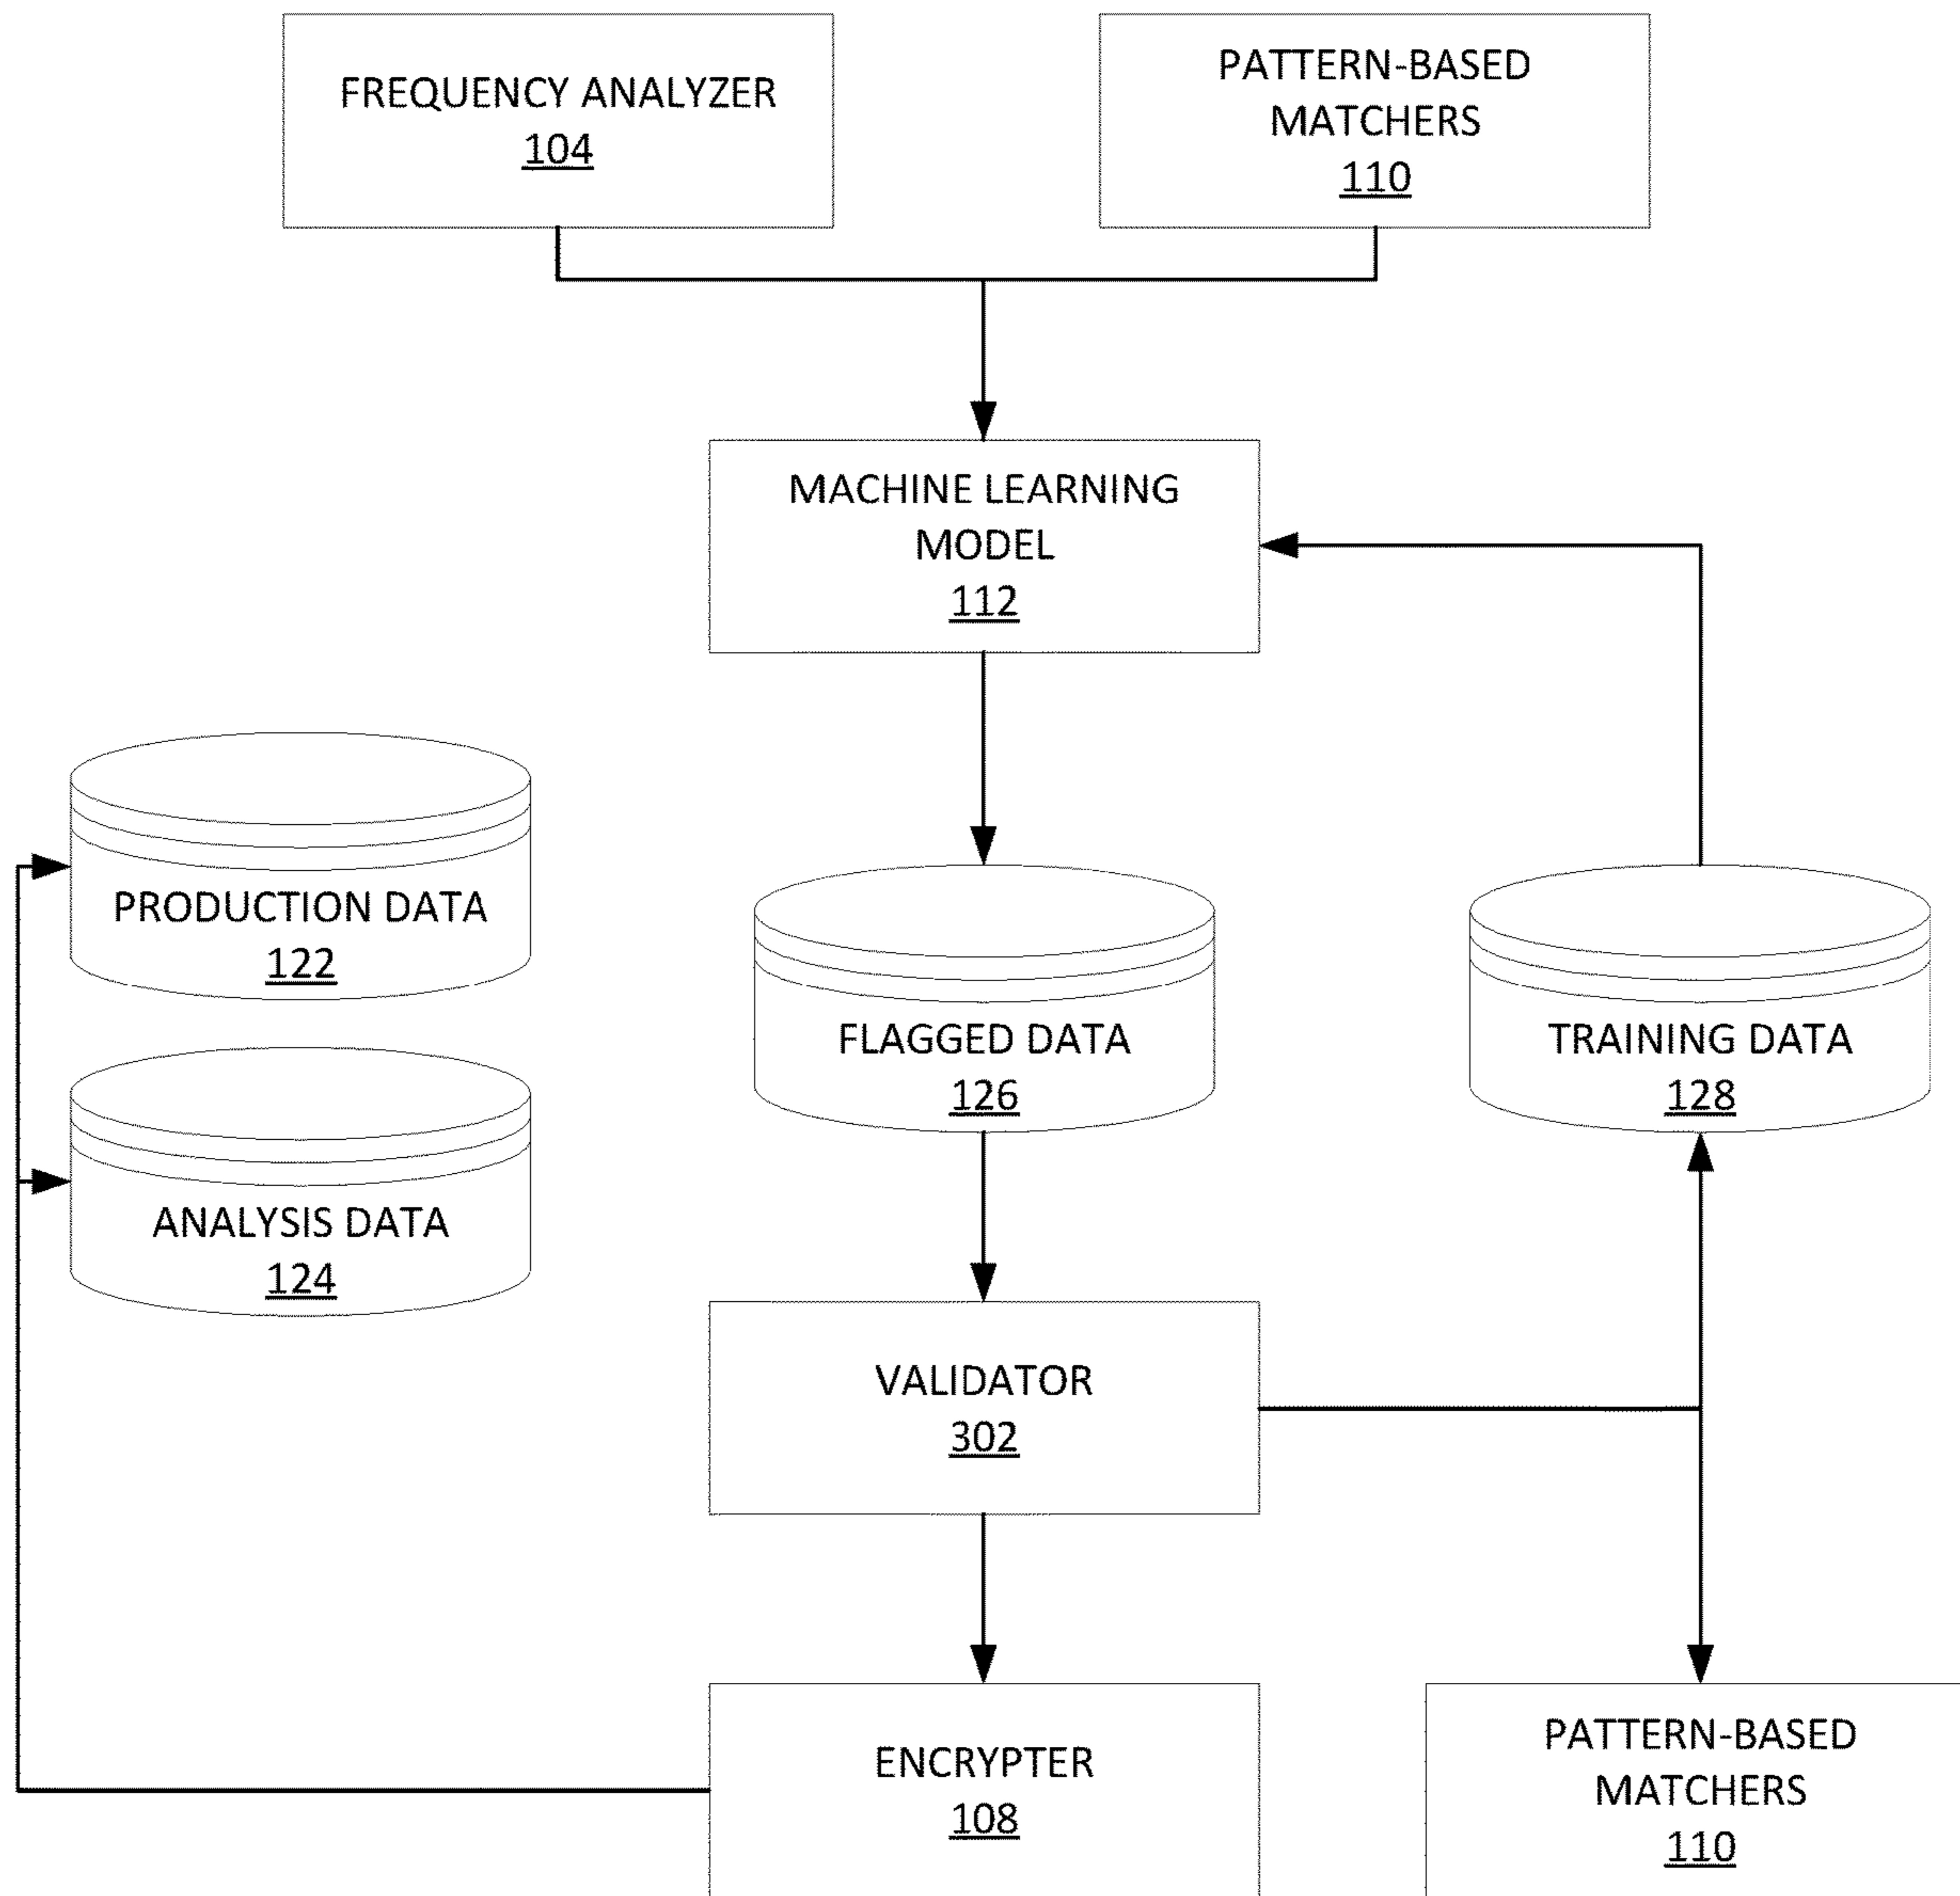 FREQUENCY ANALYZER
104
PATTERN-BASED
MATCHERS
110
MACHINE LEARNING
MODEL
112
PRODUCTION DATA
122
ANALYSIS DATA
124
FLAGGED DATA
126
TRAINING DATA
128
VALIDATOR
302
ENCRYPTER
108
PATTERN-BASED
MATCHERS
110